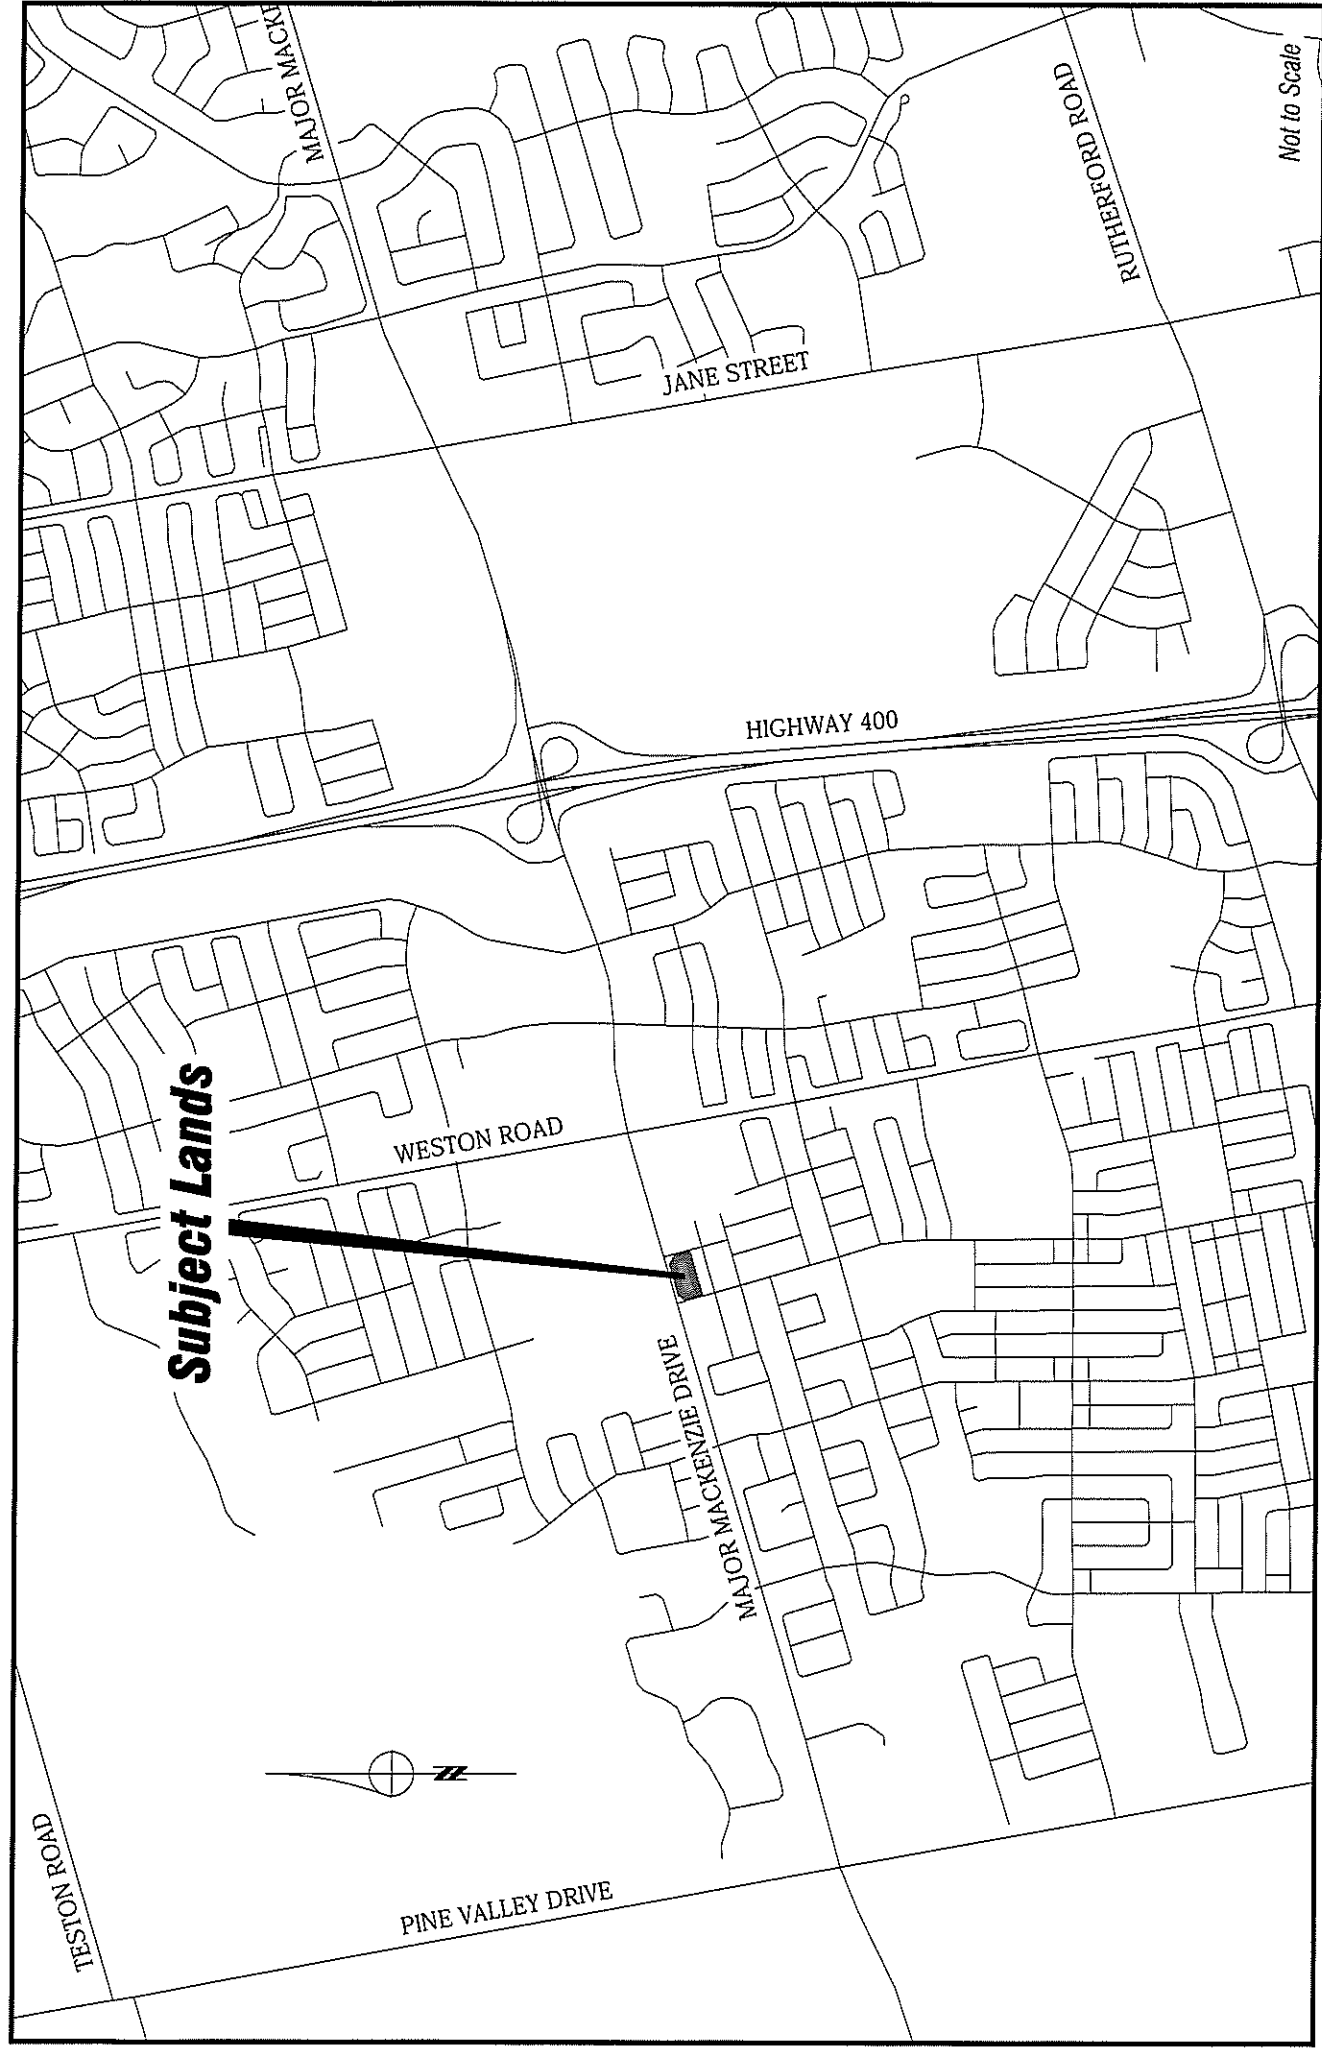 MAJOR MACKE
RUTHERFORD ROAD
Not to Scale
JANE STREET
HIGHWAY 400
WESTON ROAD
Subject Lands
MAJOR MACKENZIE DRIVE
TESTON ROAD
PINE VALLEY DRIVE
N